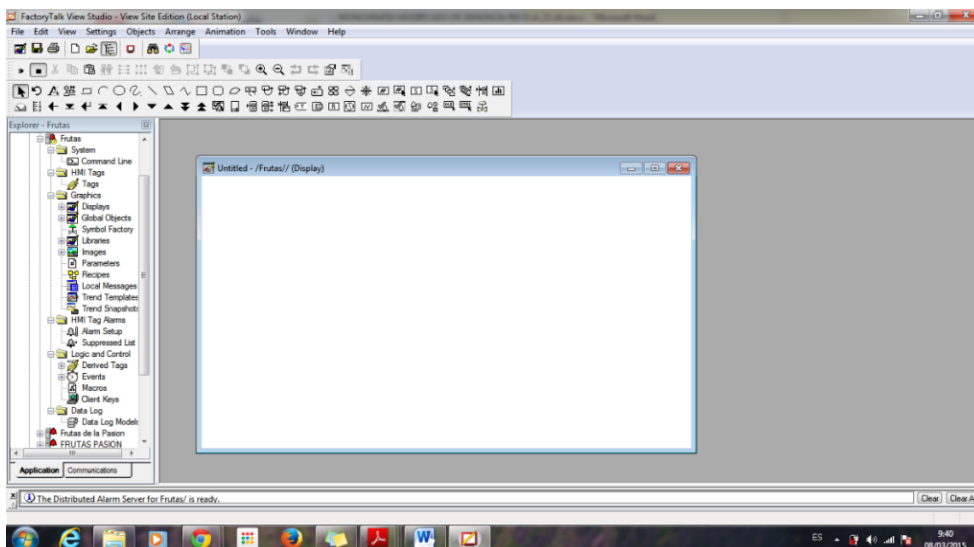 FactoryTalk View Studio - View Site Edition (Local Station)
File Edit View Settings Objects Arrange Animation Tools Window Help
Explorer - Frutas
Frutas
System
Command Line
HMI Tags
Tags
Graphics
Displays
Global Objects
Symbol Factory
Libraries
Images
Parameters
Recipes
Local Messages
Trend Templates
Trend Snapshots
HMI Tag Alarms
Alarm Setup
Suppressed List
Logic and Control
Derived Tags
Events
Macros
Client Keys
Data Log
Data Log Models
Frutas de la Pasion
FRUTAS PASION
Application Communications
Untitled - /Frutas// (Display)
The Distributed Alarm Server for Frutas/ is ready.
Clear Clear A
ES
9:40
08/03/2015